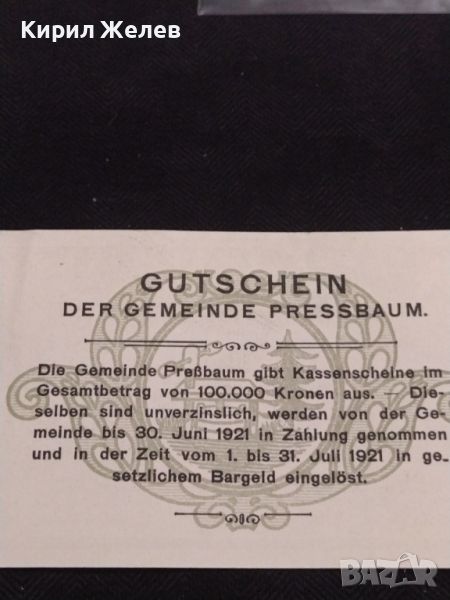 Кирил Желев
GUTSCHEIN
DER GEMEINDE PRESSBAUM.
Die Gemeinde Preßbaum gibt Kassenscheine im
Gesamtbetrag von 100.000 Kronen aus. — Die-
selben sind unverzinslich, werden von der Ge-
meinde bis 30. Juni 1921 in Zahlung genommen
und in der Zeit vom 1. bis 31. Juli 1921 in ge-
setzlichem Bargeld eingelöst.
BAZAR